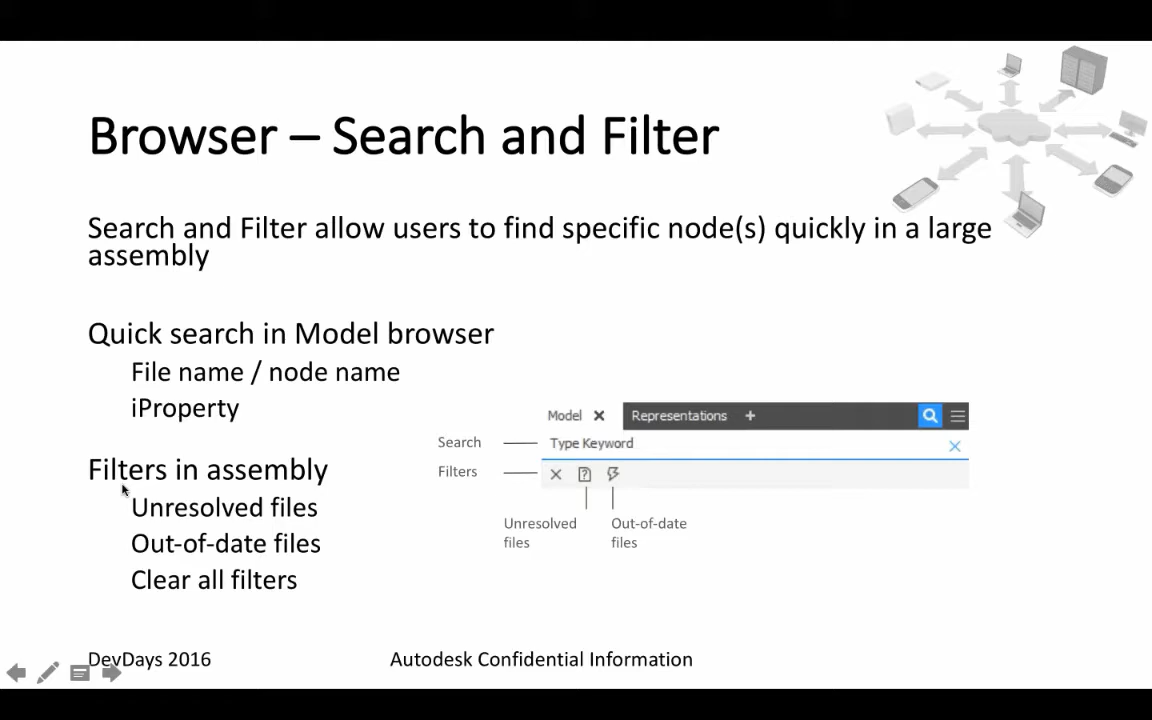 Browser – Search and Filter
Search and Filter allow users to find specific node(s) quickly in a large
assembly
Quick search in Model browser
File name / node name
iProperty
Filters in assembly
Unresolved files
Out-of-date files
Clear all filters
Model
Representations
Search
Type Keyword
Filters
Unresolved
files
Out-of-date
files
DevDays 2016
Autodesk Confidential Information